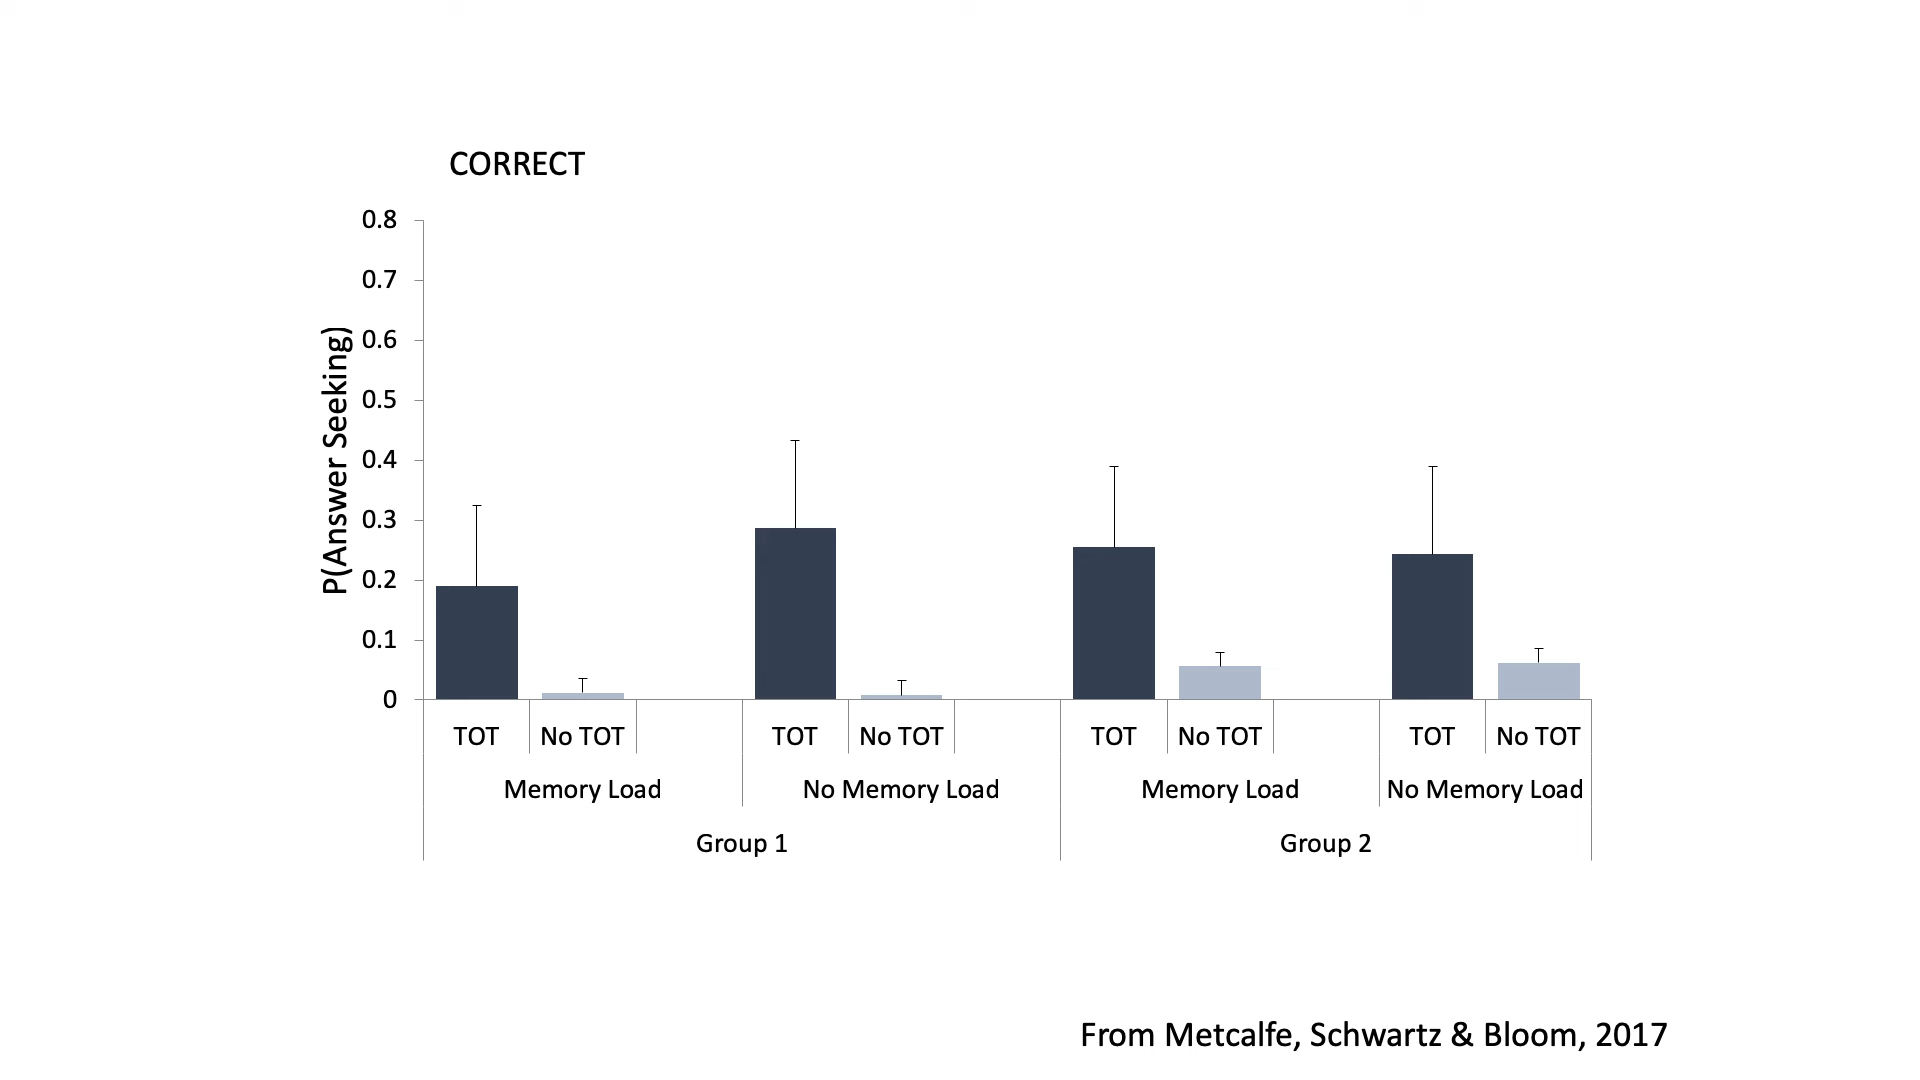 CORRECT
P(Answer Seeking)
0.8
0.7
0.6
0.5
0.4
0.3
0.2
0.1
0
TOT No TOT TOT No TOT TOT No TOT TOT No TOT
Memory Load No Memory Load Memory Load No Memory Load
Group 1 Group 2
From Metcalfe, Schwartz & Bloom, 2017